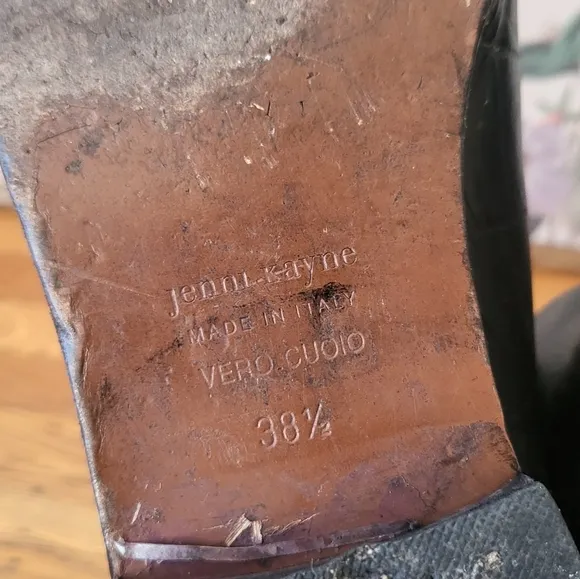 jenni kayne
MADE IN ITALY
VERO CUOIO
38½